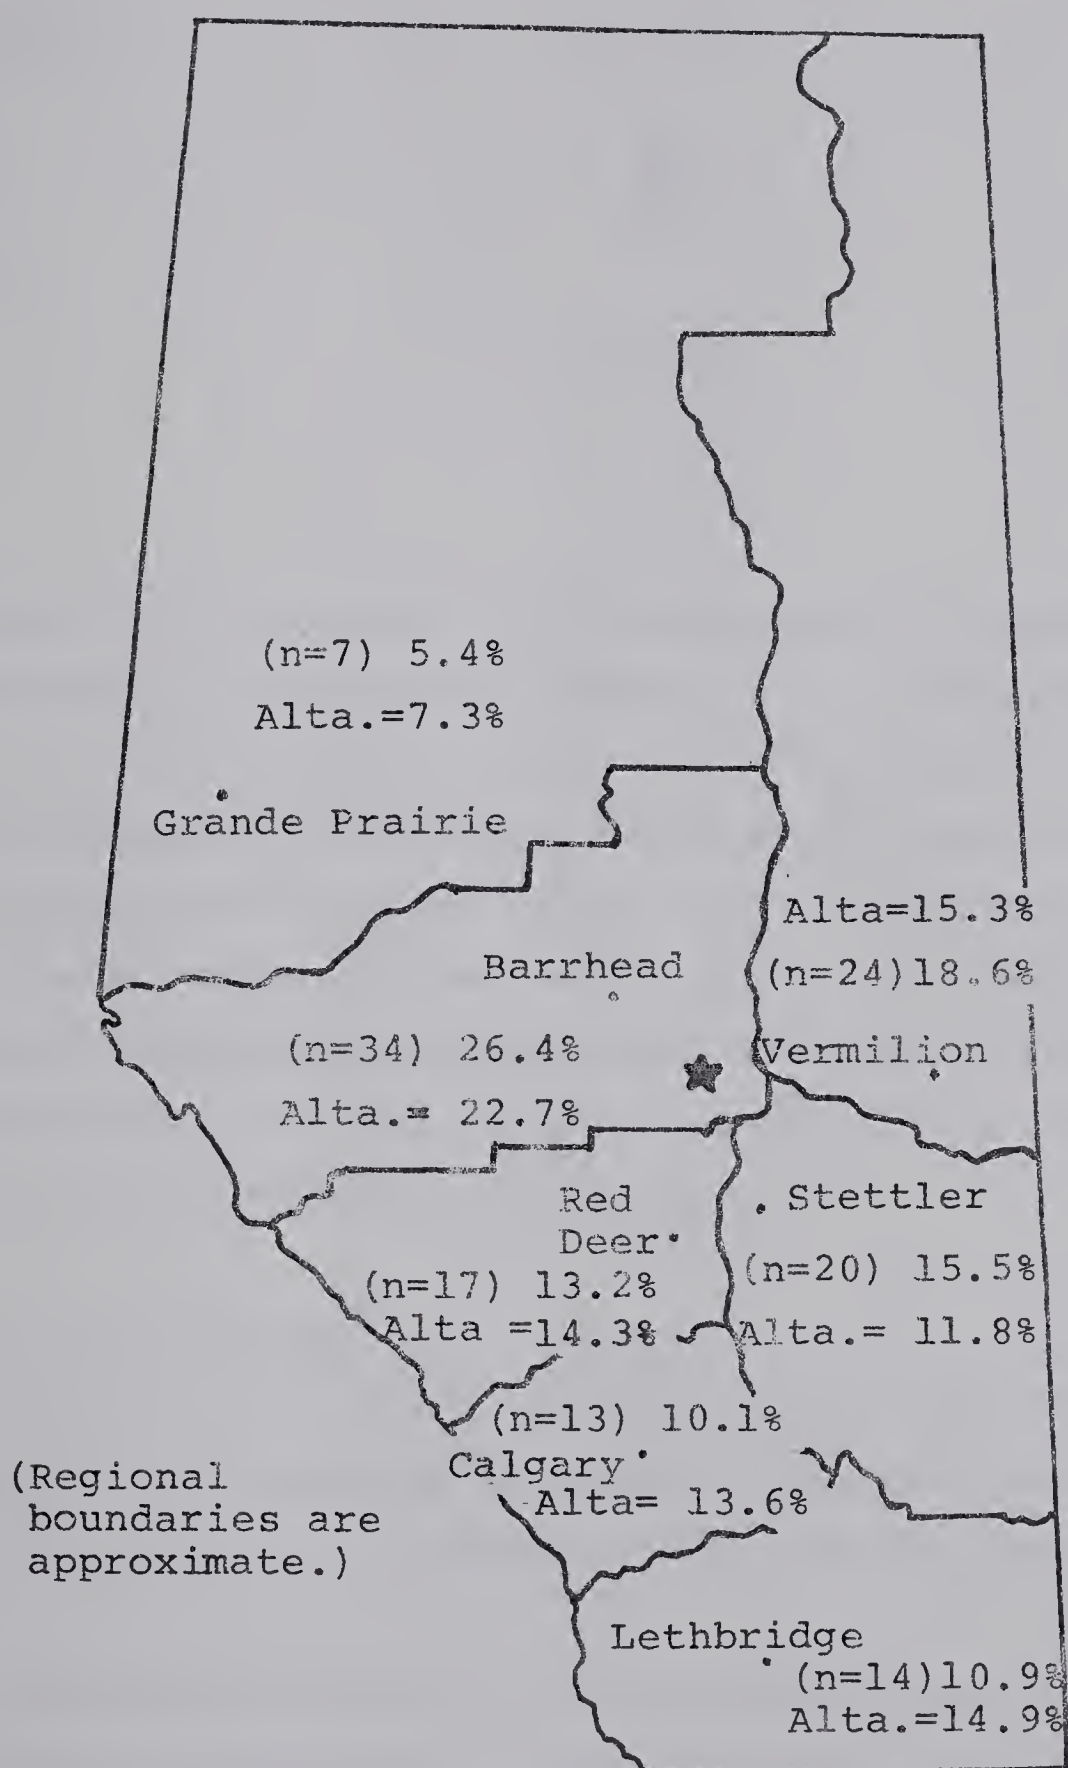 (n=7) 5.4%
Alta.=7.3%
Grande Prairie
Alta=15.3%
Barrhead
(n=24)18.6%
(n=34) 26.4%
Vermilion
Alta.= 22.7%
Red
Deer
Stettler
(n=17) 13.2%
(n=20) 15.5%
Alta =14.3%
Alta.= 11.8%
(n=13) 10.1%
Calgary
Alta= 13.6%
(Regional
boundaries are
approximate.)
Lethbridge
(n=14)10.9%
Alta.=14.9%